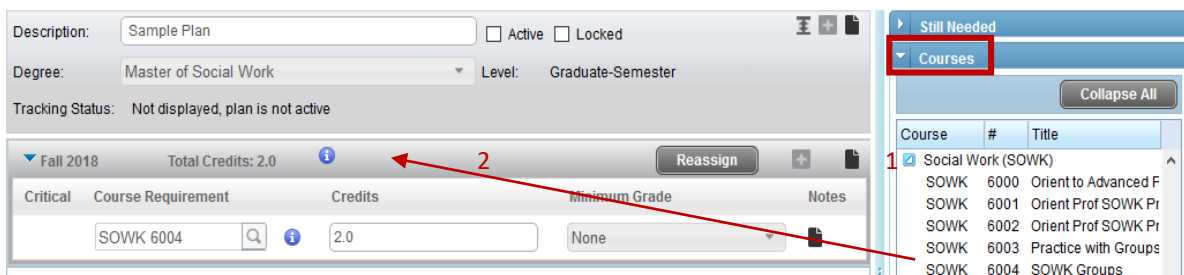 Description: Sample Plan Active Locked
Degree: Master of Social Work Level: Graduate-Semester
Tracking Status: Not displayed, plan is not active
Fall 2018 Total Credits: 2.0 2 Reassign
Critical Course Requirement Credits Minimum Grade Notes
SOWK 6004 2.0 None
Still Needed
Courses
Collapse All
Course # Title
1 Social Work (SOWK)
SOWK 6000 Orient to Advanced F
SOWK 6001 Orient Prof SOWK Pr
SOWK 6002 Orient Prof SOWK Pr
SOWK 6003 Practice with Groups
SOWK 6004 SOWK Groups